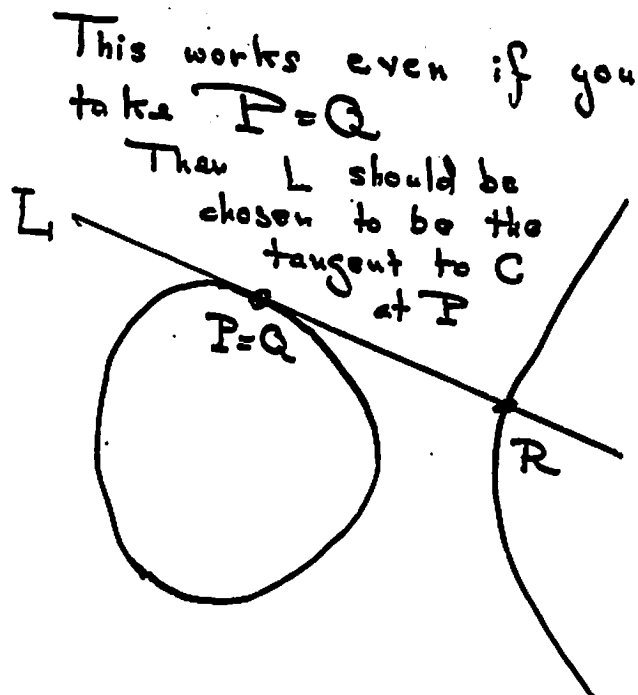 This works even if you
take P=Q
Then L should be
chosen to be the
tangent to C
at P
L
P=Q
R